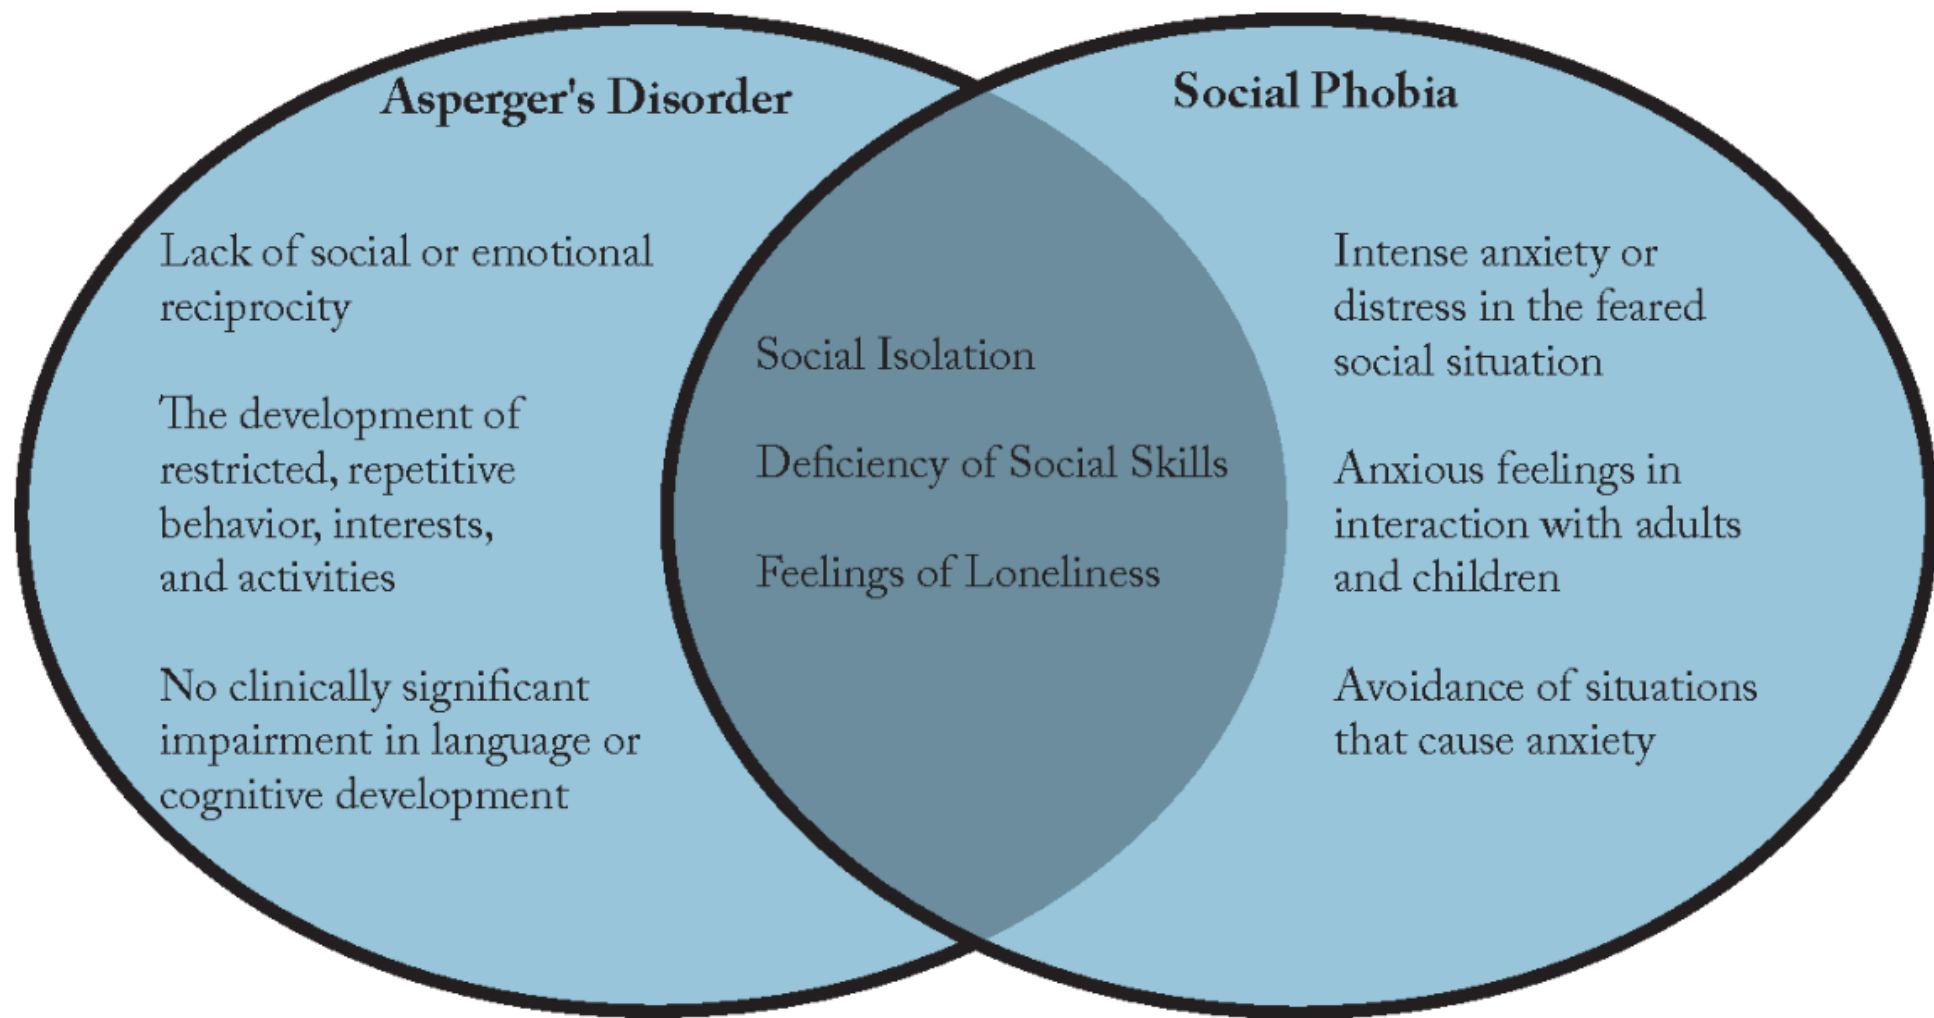 Asperger's Disorder
Lack of social or emotional
reciprocity
The development of
restricted, repetitive
behavior, interests,
and activities
No clinically significant
impairment in language or
cognitive development
Social Isolation
Deficiency of Social Skills
Feelings of Loneliness
Social Phobia
Intense anxiety or
distress in the feared
social situation
Anxious feelings in
interaction with adults
and children
Avoidance of situations
that cause anxiety